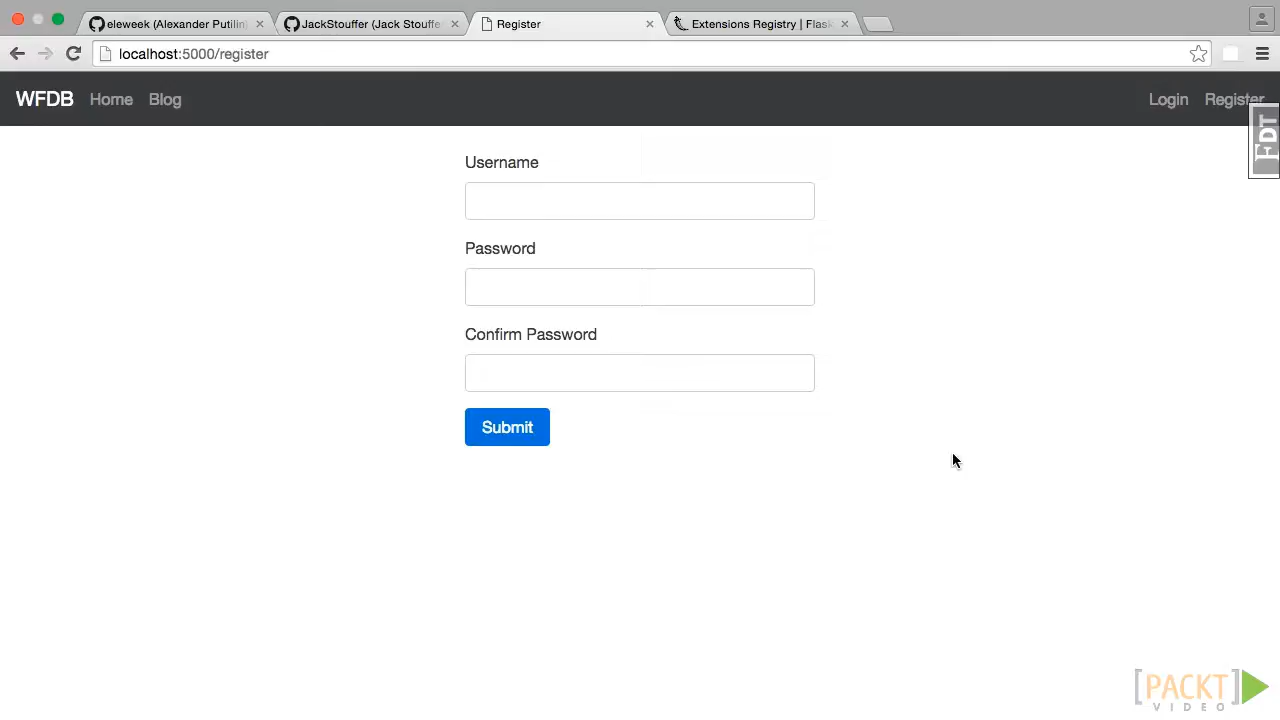 eleweek (Alexander Putilin)
JackStouffer (Jack Stouffe
Register
Extensions Registry | Flask
localhost:5000/register
WFDB Home Blog Login Register
FDT
Username
Password
Confirm Password
Submit
[PACKT]
VIDEO